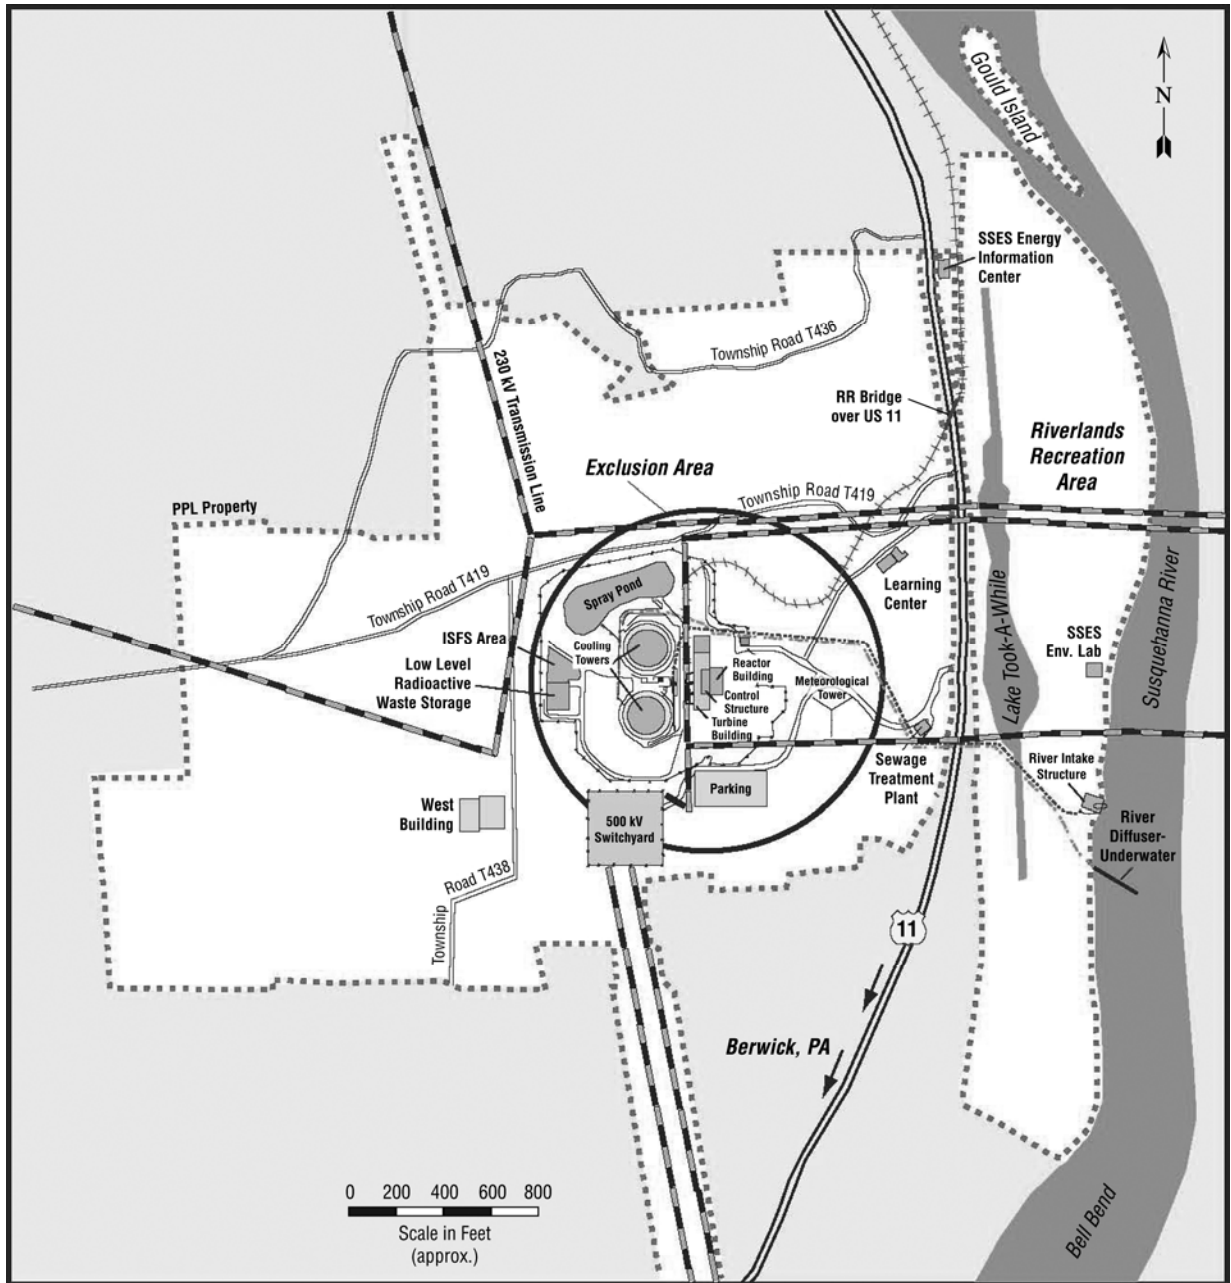 Gould Island
N
SSES Energy
Information
Center
Township Road T436
230 kV Transmission Line
RR Bridge
over US 11
Riverlands
Recreation
Area
Exclusion Area
Township Road T419
PPL Property
Susquehanna River
Spray Pond
Learning
Center
Township Road T419
ISFS Area
Cooling
Towers
SSES
Env. Lab
Low Level
Radioactive
Waste Storage
Reactor
Building
Meteorological
Tower
Lake Took-A-While
Control
Structure
Turbine
Building
Sewage
Treatment
Plant
River Intake
Structure
Parking
West
Building
500 kV
Switchyard
River
Diffuser-
Underwater
Township
Road T438
11
Berwick, PA
0 200 400 600 800
Scale in Feet
(approx.)
Bell Bend